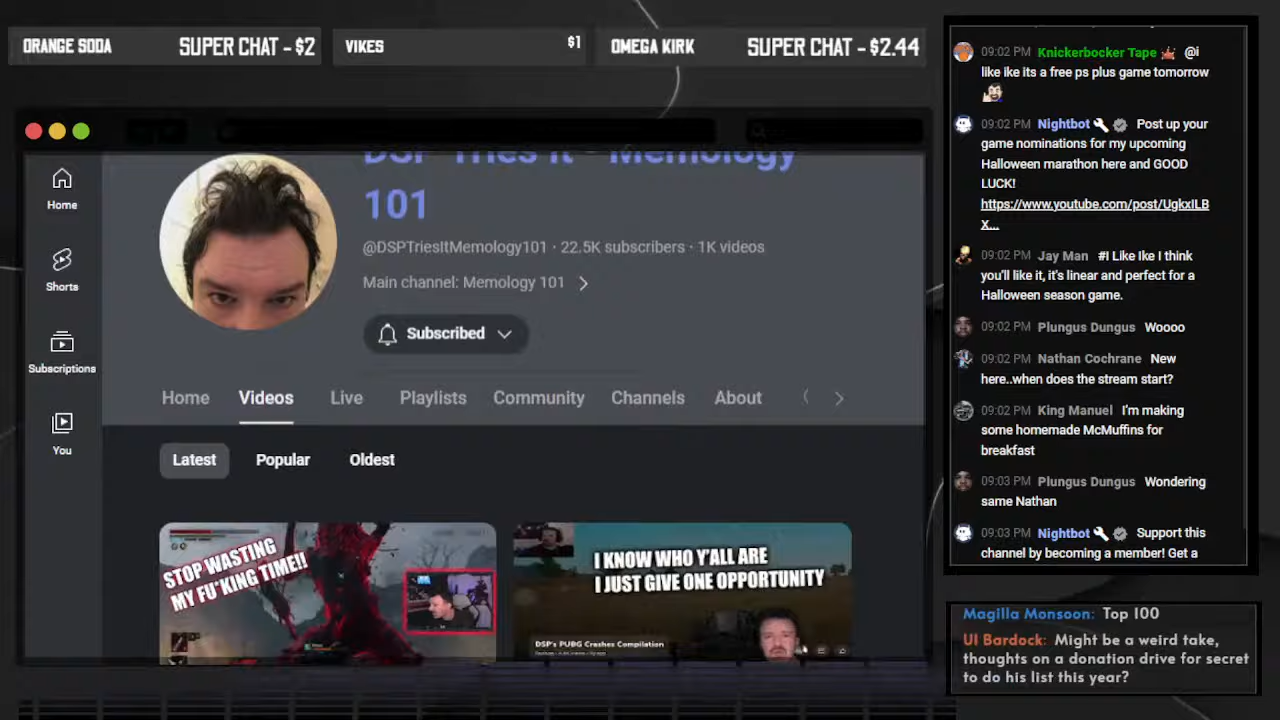 ORANGE SODA SUPER CHAT - $2
VIKES $1
OMEGA KIRK SUPER CHAT - $2.44
DSP Tries It - Memology
101
@DSPTriesItMemology101 · 22.5K subscribers · 1K videos
Main channel: Memology 101
Subscribed
Home
Shorts
Subscriptions
You
Home Videos Live Playlists Community Channels About
Latest Popular Oldest
STOP WASTING
MY FU*KING TIME!!
I KNOW WHO Y'ALL ARE
I JUST GIVE ONE OPPORTUNITY
DSP's PUBG Crashes Compilation
09:02 PM Knickerbocker Tape @i
like ike its a free ps plus game tomorrow
09:02 PM Nightbot Post up your
game nominations for my upcoming
Halloween marathon here and GOOD
LUCK!
https://www.youtube.com/post/UgkxILB
X...
09:02 PM Jay Man #I Like Ike I think
you'll like it, it's linear and perfect for a
Halloween season game.
09:02 PM Plungus Dungus Woooo
09:02 PM Nathan Cochrane New
here..when does the stream start?
09:02 PM King Manuel I'm making
some homemade McMuffins for
breakfast
09:03 PM Plungus Dungus Wondering
same Nathan
09:03 PM Nightbot Support this
channel by becoming a member! Get a
Magilla Monsoon: Top 100
UI Bardock: Might be a weird take,
thoughts on a donation drive for secret
to do his list this year?